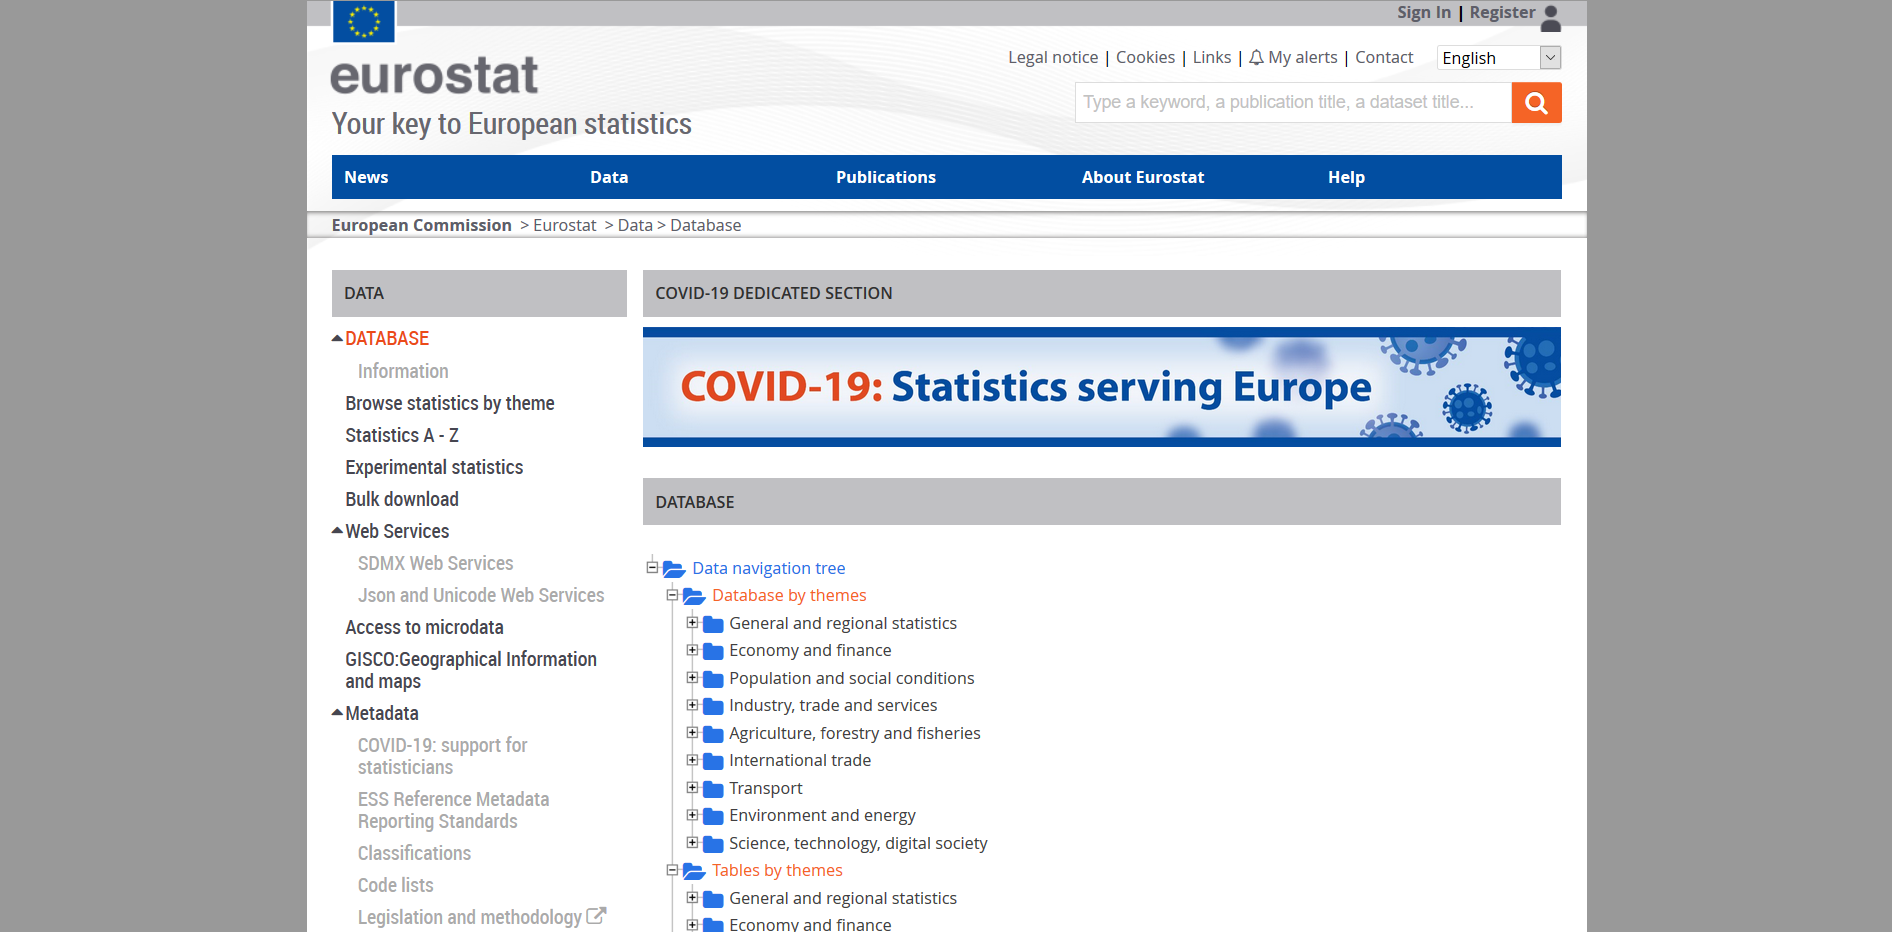 Sign In | Register
Legal notice | Cookies | Links | My alerts | Contact
English
eurostat
Your key to European statistics
Type a keyword, a publication title, a dataset title...
News
Data
Publications
About Eurostat
Help
European Commission > Eurostat > Data > Database
DATA
DATABASE
Information
Browse statistics by theme
Statistics A - Z
Experimental statistics
Bulk download
Web Services
SDMX Web Services
Json and Unicode Web Services
Access to microdata
GISCO:Geographical Information
and maps
Metadata
COVID-19: support for
statisticians
ESS Reference Metadata
Reporting Standards
Classifications
Code lists
Legislation and methodology
COVID-19 DEDICATED SECTION
COVID-19: Statistics serving Europe
DATABASE
Data navigation tree
Database by themes
General and regional statistics
Economy and finance
Population and social conditions
Industry, trade and services
Agriculture, forestry and fisheries
International trade
Transport
Environment and energy
Science, technology, digital society
Tables by themes
General and regional statistics
Economy and finance